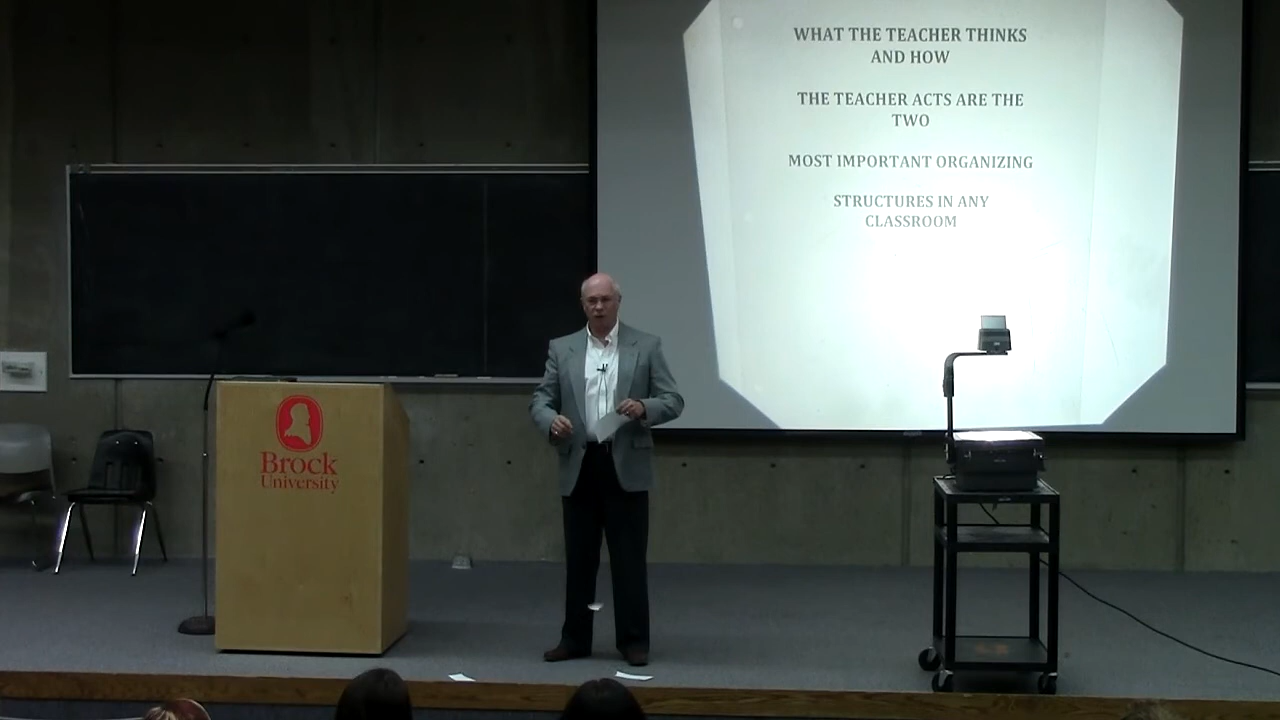 WHAT THE TEACHER THINKS
AND HOW
THE TEACHER ACTS ARE THE
TWO
MOST IMPORTANT ORGANIZING
STRUCTURES IN ANY
CLASSROOM
Brock
University